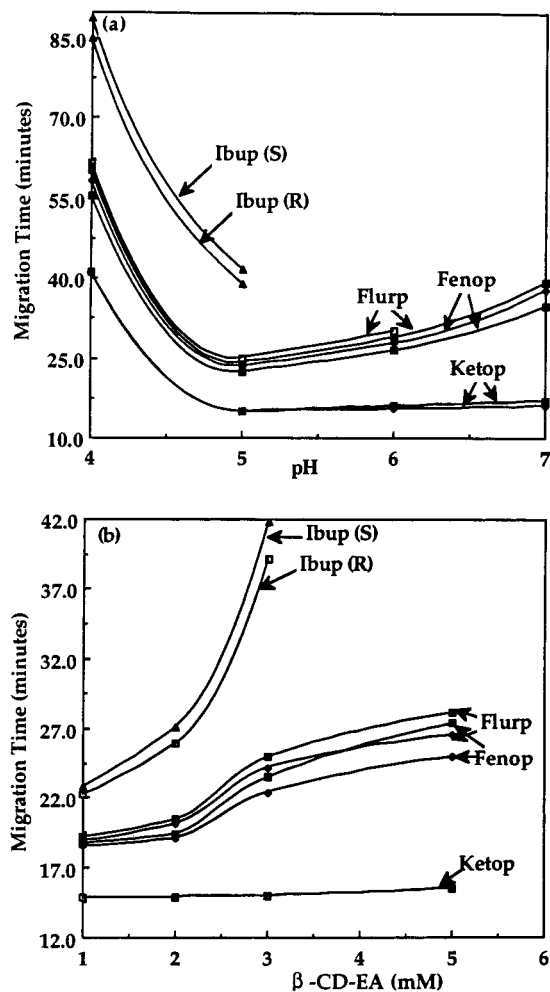 (a)
85.0
70.0
55.0
40.0
25.0
10.0
Migration Time (minutes)
Ibup (S)
Ibup (R)
Flurp
Fenop
Ketop
4
5
6
7
pH
(b)
42.0
37.0
32.0
27.0
22.0
17.0
12.0
Migration Time (minutes)
Ibup (S)
Ibup (R)
Flurp
Fenop
Ketop
1
2
3
4
5
6
β -CD-EA (mM)